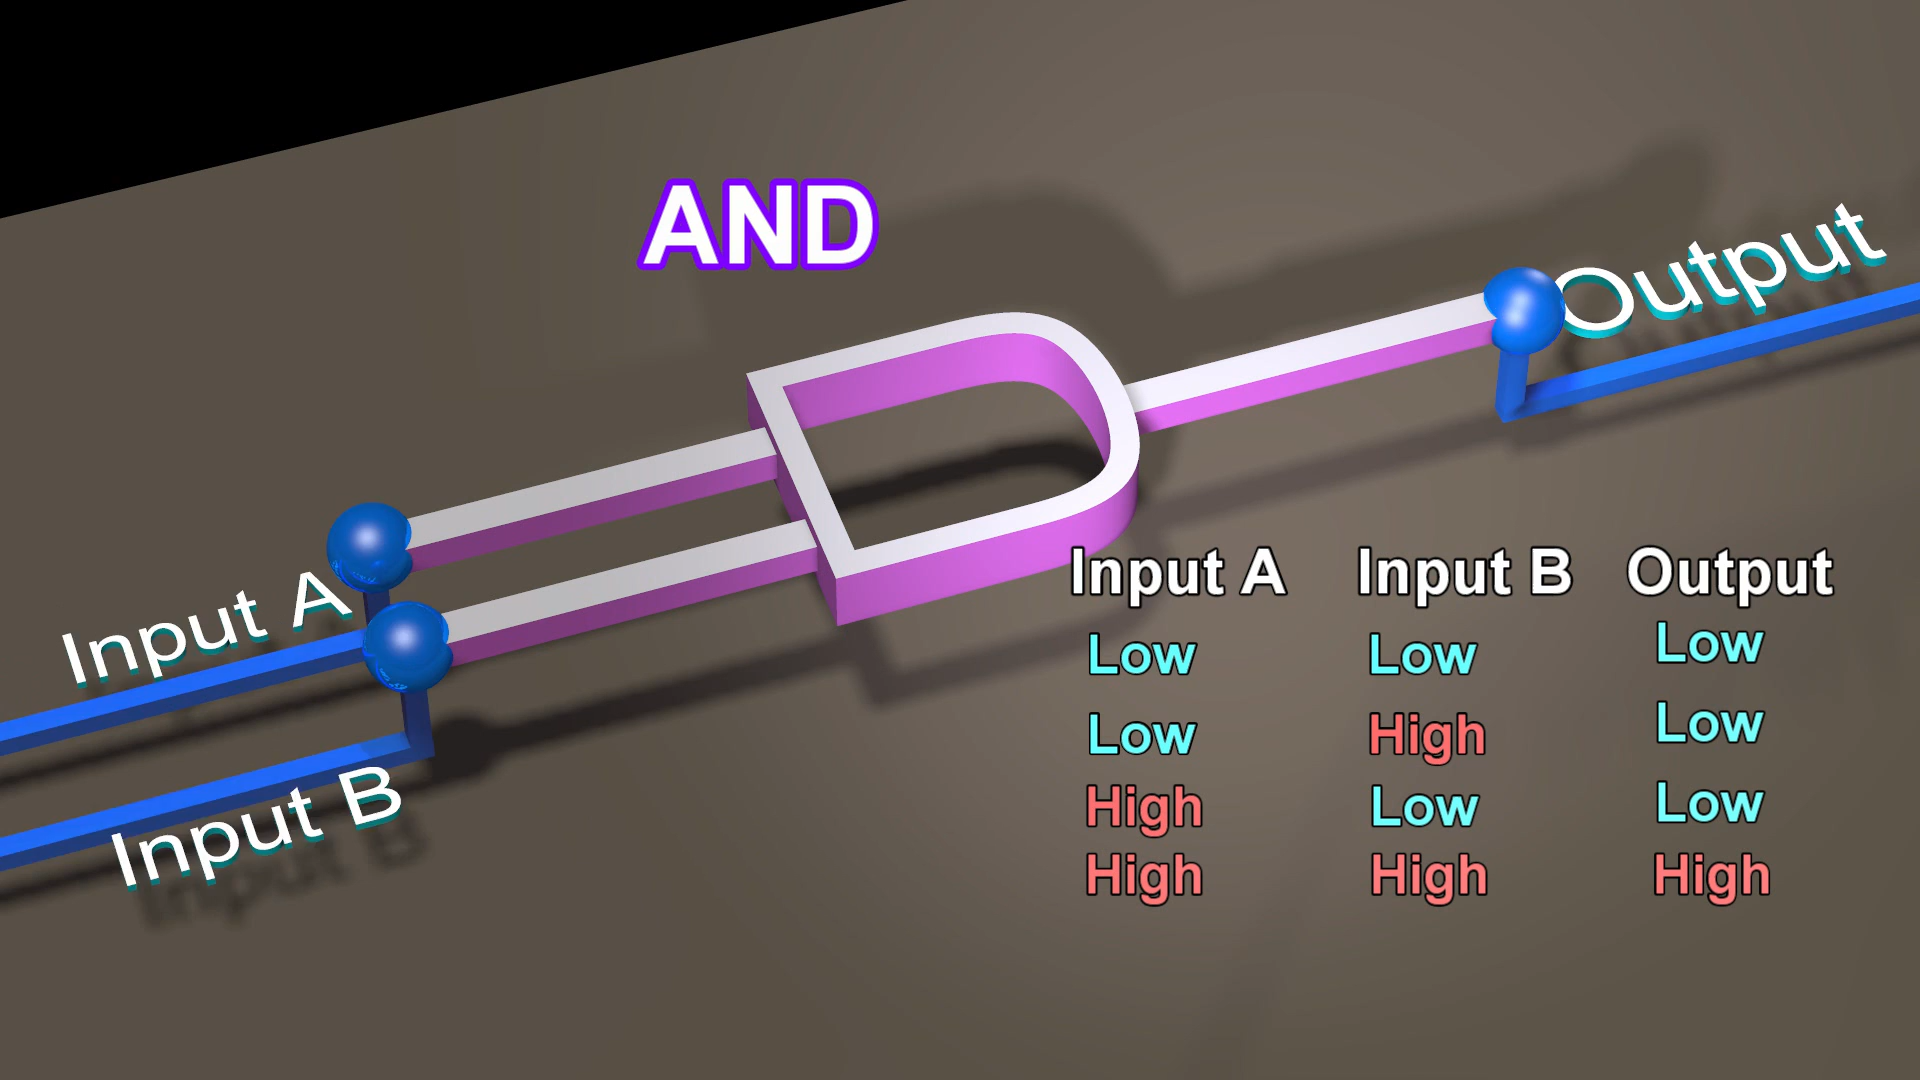 AND
Output
Input A
Input B
Input A Input B Output
Low Low Low
Low High Low
High Low Low
High High High